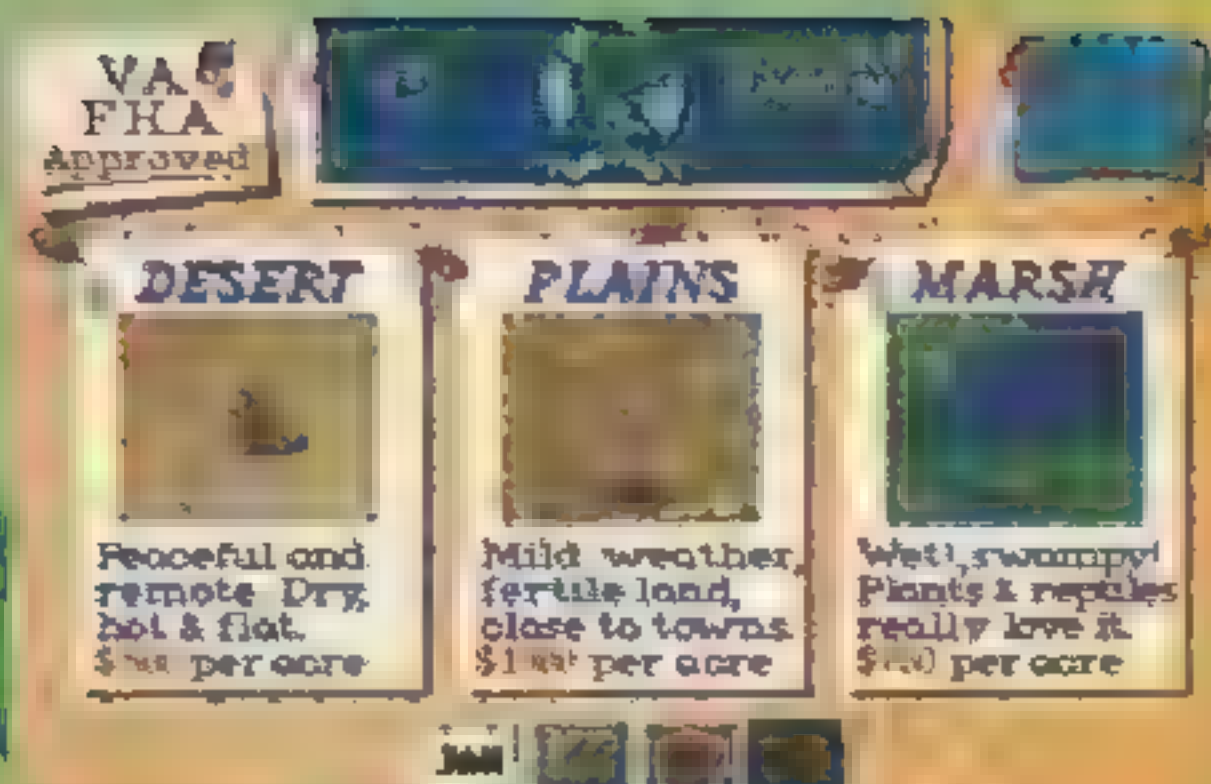 VA
FHA
Approved
DESERT
PLAINS
MARSH
Peaceful and
remote Dry,
hot & flat.
per acre
Mild weather,
fertile land,
close to towns
per acre
Wet, swampy!
Plants & reptiles
really love it.
per acre